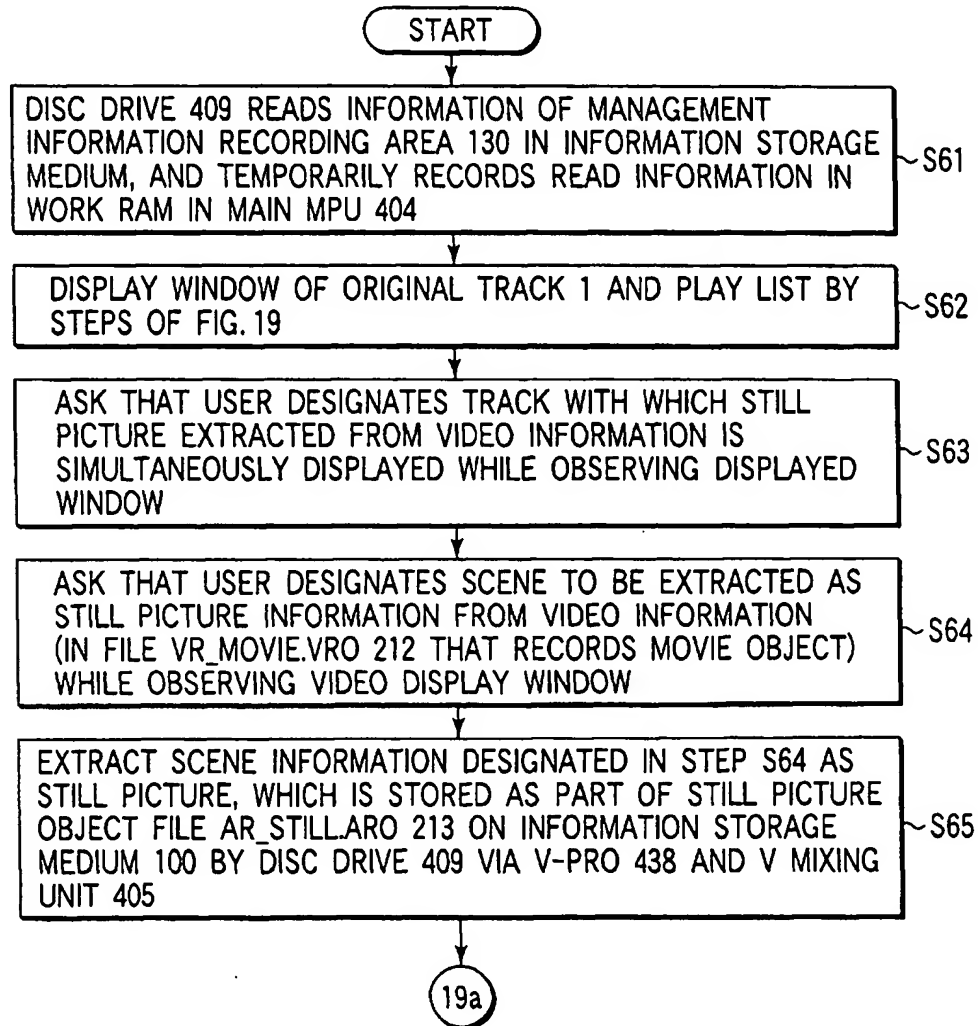 START
DISC DRIVE 409 READS INFORMATION OF MANAGEMENT
INFORMATION RECORDING AREA 130 IN INFORMATION STORAGE
MEDIUM, AND TEMPORARILY RECORDS READ INFORMATION IN
WORK RAM IN MAIN MPU 404
S61
DISPLAY WINDOW OF ORIGINAL TRACK 1 AND PLAY LIST BY
STEPS OF FIG. 19
S62
ASK THAT USER DESIGNATES TRACK WITH WHICH STILL
PICTURE EXTRACTED FROM VIDEO INFORMATION IS
SIMULTANEOUSLY DISPLAYED WHILE OBSERVING DISPLAYED
WINDOW
S63
ASK THAT USER DESIGNATES SCENE TO BE EXTRACTED AS
STILL PICTURE INFORMATION FROM VIDEO INFORMATION
(IN FILE VR_MOVIE.VRO 212 THAT RECORDS MOVIE OBJECT)
WHILE OBSERVING VIDEO DISPLAY WINDOW
S64
EXTRACT SCENE INFORMATION DESIGNATED IN STEP S64 AS
STILL PICTURE, WHICH IS STORED AS PART OF STILL PICTURE
OBJECT FILE AR_STILL.ARO 213 ON INFORMATION STORAGE
MEDIUM 100 BY DISC DRIVE 409 VIA V-PRO 438 AND V MIXING
UNIT 405
S65
19a